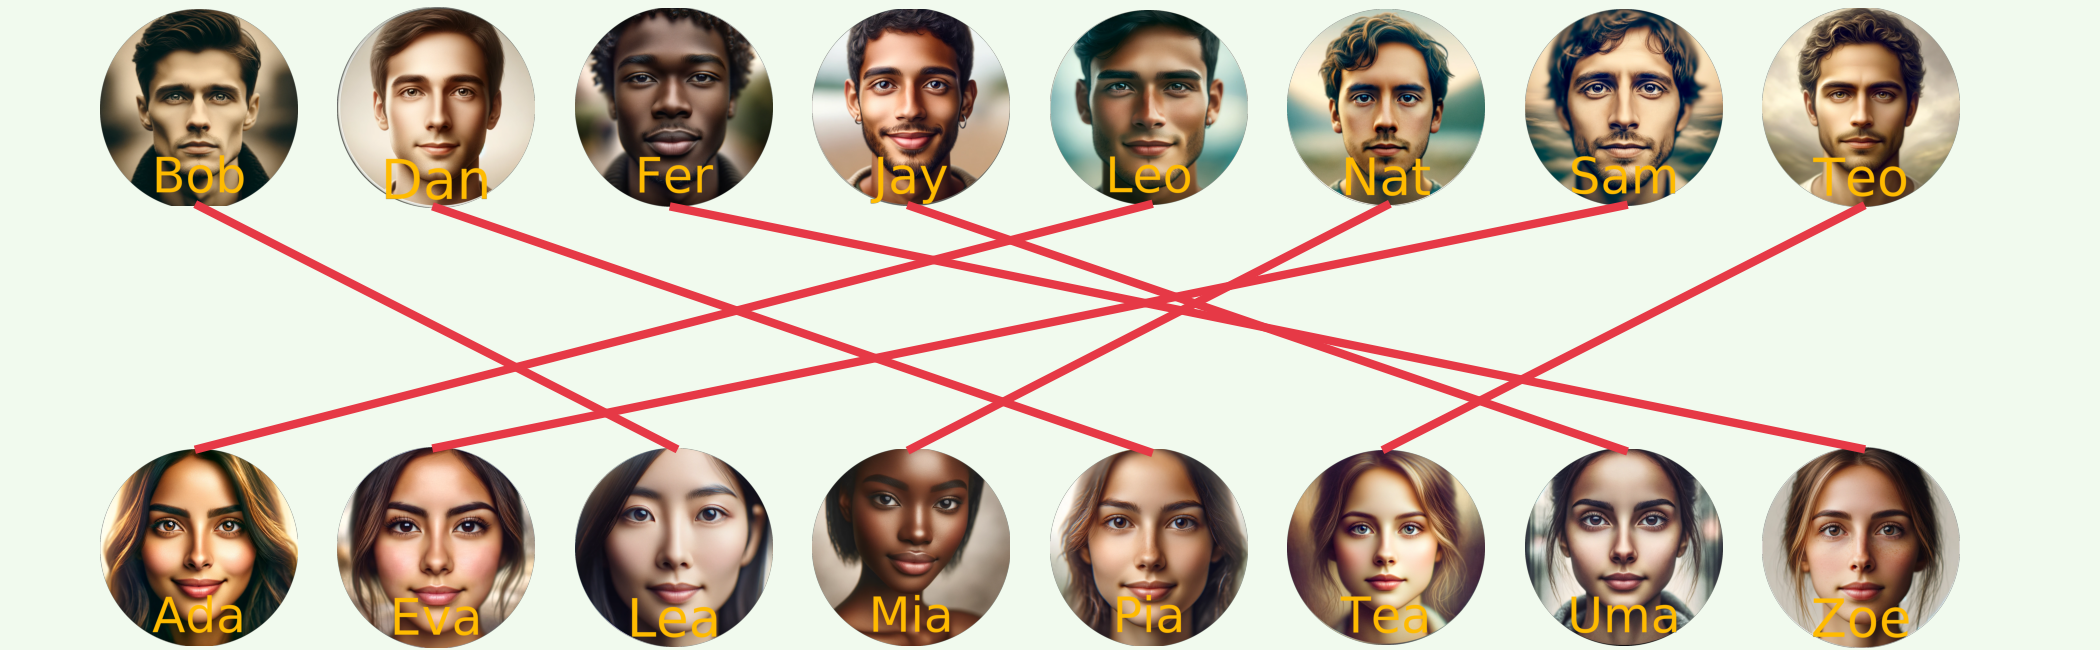 Bob
Dan
Fer
Jay
Leo
Nat
Sam
Teo
Ada
Eva
Lea
Mia
Pia
Tea
Uma
Zoe